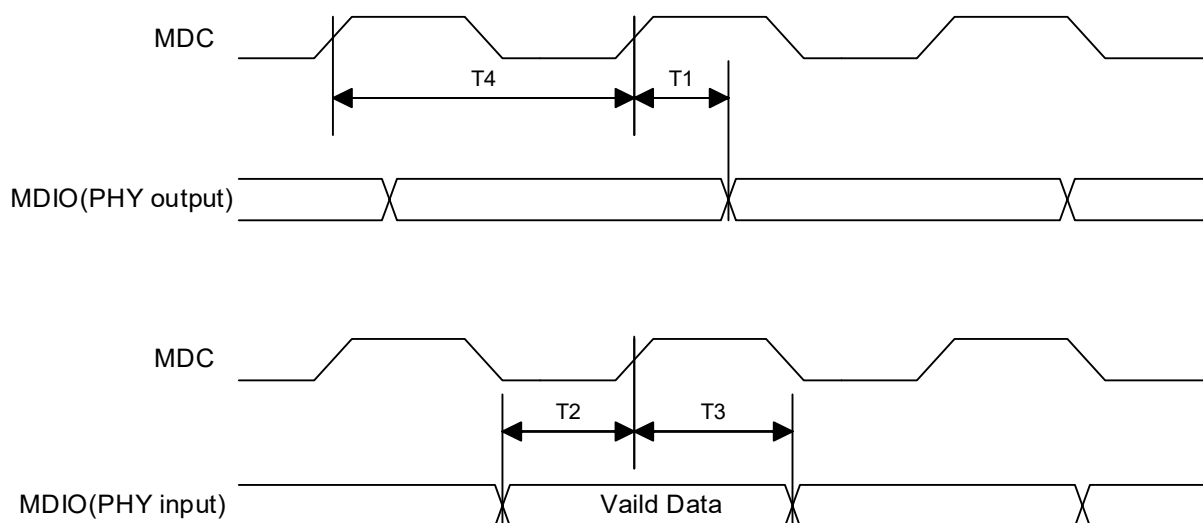 MDC
T4
T1
MDIO(PHY output)
MDC
T2
T3
MDIO(PHY input)
Vaild Data